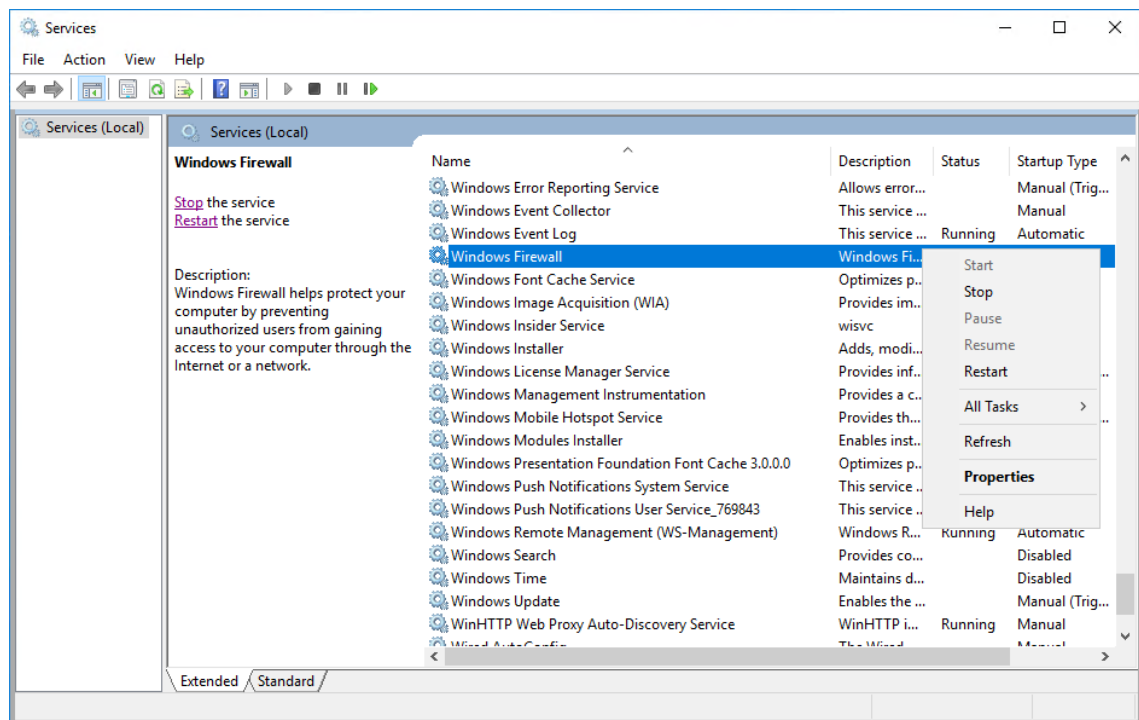 Services
File Action View Help
Services (Local)
Services (Local)
Windows Firewall
Stop the service
Restart the service
Description:
Windows Firewall helps protect your
computer by preventing
unauthorized users from gaining
access to your computer through the
Internet or a network.
Name Description Status Startup Type
Windows Error Reporting Service Allows error... Manual (Trig...
Windows Event Collector This service ... Manual
Windows Event Log This service ... Running Automatic
Windows Firewall Windows Fi...
Windows Font Cache Service Optimizes p...
Windows Image Acquisition (WIA) Provides im...
Windows Insider Service wisvc
Windows Installer Adds, modi...
Windows License Manager Service Provides inf...
Windows Management Instrumentation Provides a c...
Windows Mobile Hotspot Service Provides th...
Windows Modules Installer Enables inst...
Windows Presentation Foundation Font Cache 3.0.0.0 Optimizes p...
Windows Push Notifications System Service This service ..
Windows Push Notifications User Service_769843 This service ..
Windows Remote Management (WS-Management) Windows R... Running Automatic
Windows Search Provides co... Disabled
Windows Time Maintains d... Disabled
Windows Update Enables the ... Manual (Trig...
WinHTTP Web Proxy Auto-Discovery Service WinHTTP i... Running Manual
Start
Stop
Pause
Resume
Restart
All Tasks
Refresh
Properties
Help
Extended Standard